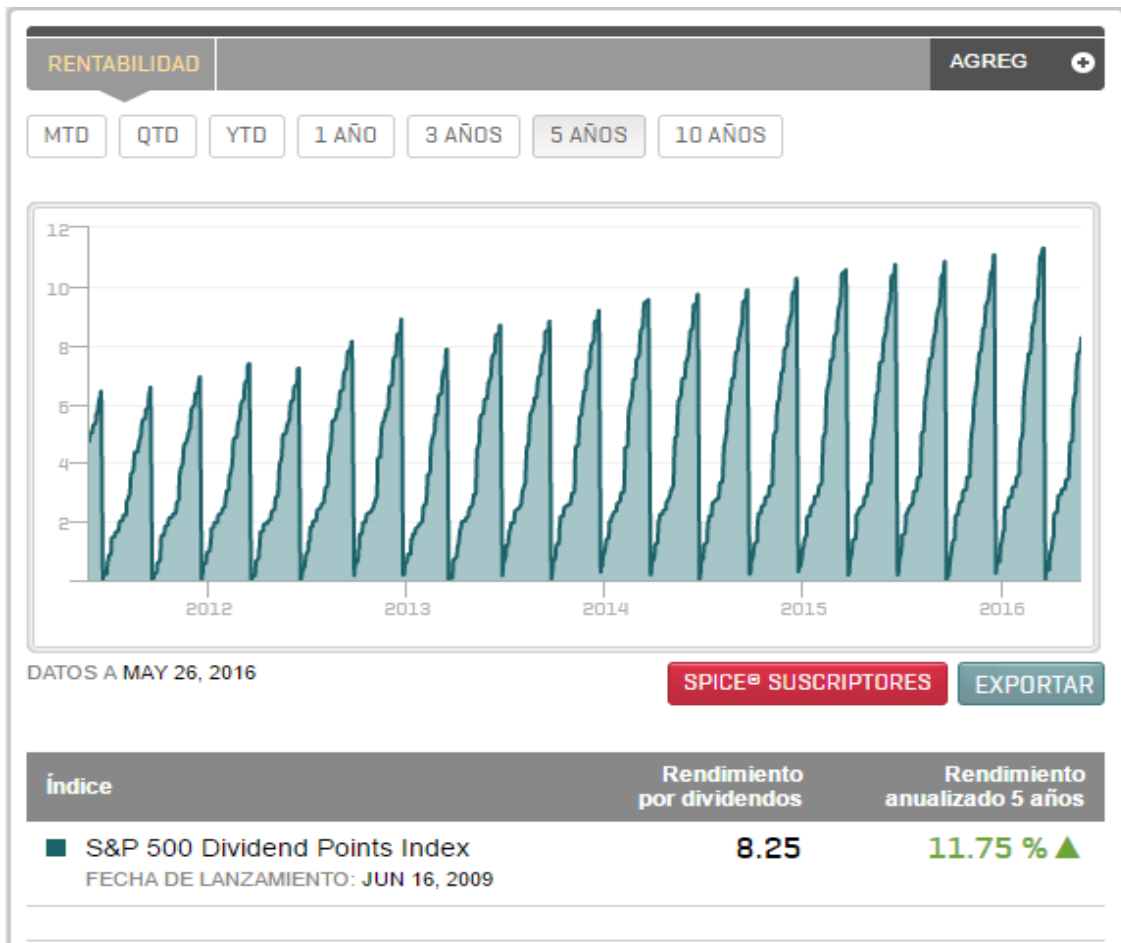 RENTABILIDAD
AGREG
MTD QTD YTD 1 AÑO 3 AÑOS 5 AÑOS 10 AÑOS
12
10
8
6
4
2
2012 2013 2014 2015 2016
DATOS A MAY 26, 2016
SPICE® SUSCRIPTORES
EXPORTAR
Índice
Rendimiento
por dividendos
Rendimiento
anualizado 5 años
S&P 500 Dividend Points Index
8.25
11.75 %
FECHA DE LANZAMIENTO: JUN 16, 2009